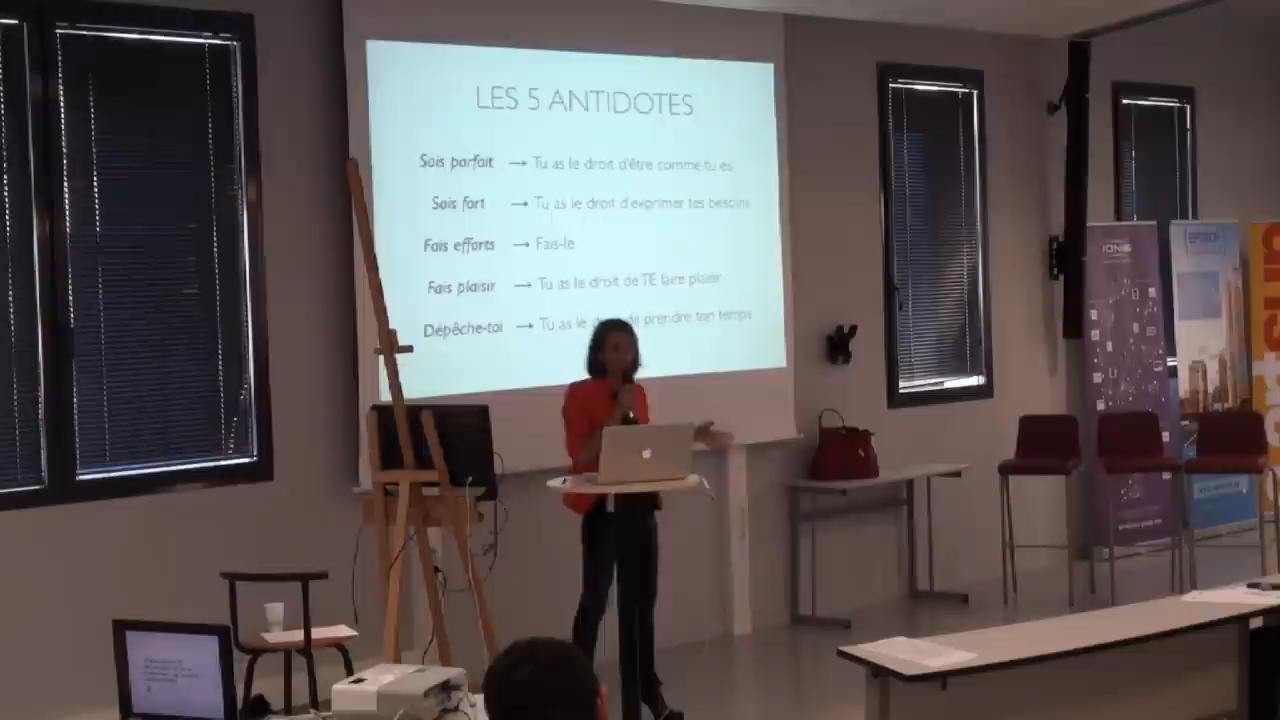 LES 5 ANTIDOTES
Sois parfait → Tu as le droit d'être comme tu es
Sois fort → Tu as le droit d'exprimer tes besoins
Fais efforts → Fais-le
Fais plaisir → Tu as le droit de TE faire plaisir
Dépêche-toi → Tu as le prendre ton temps
IONIS